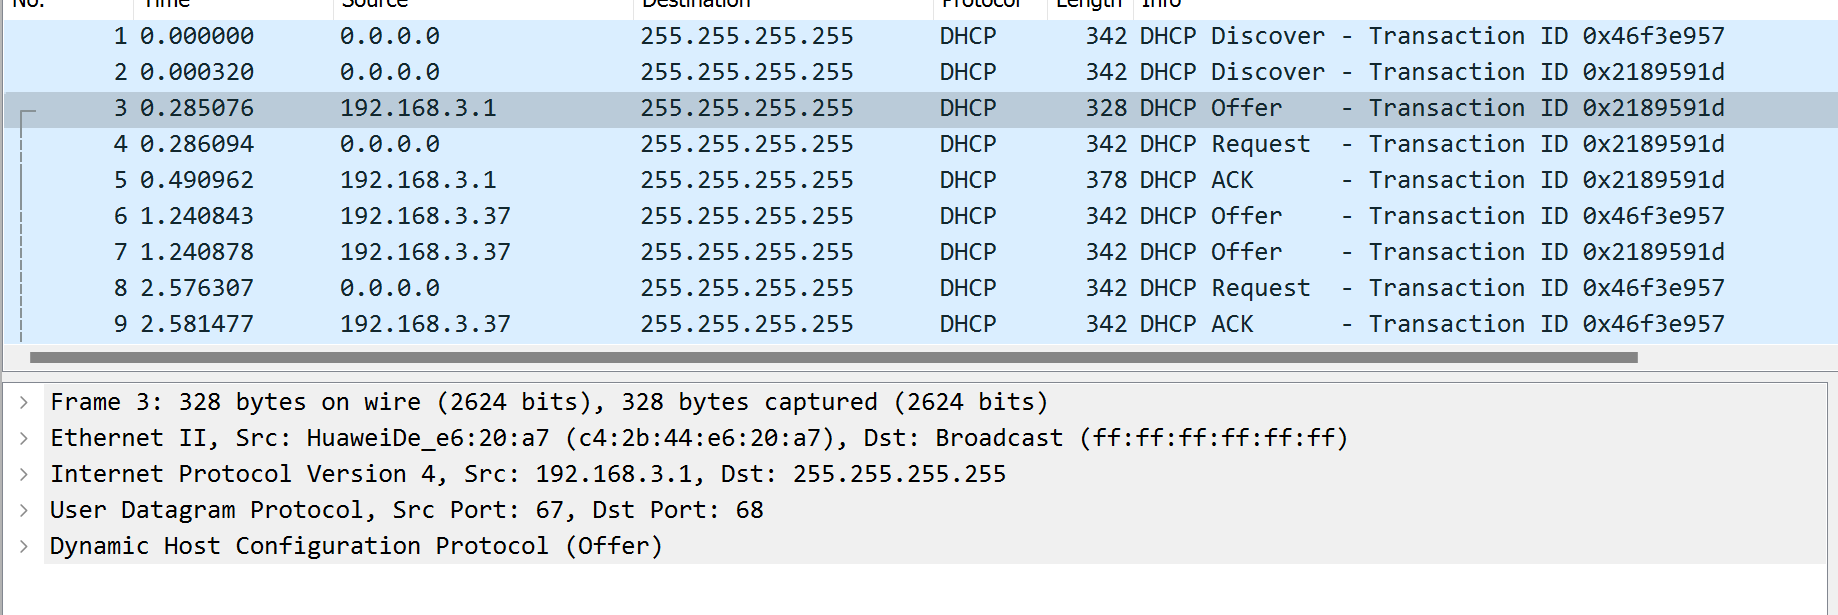 No. Time Source Destination Protocol Length Info
1 0.000000 0.0.0.0 255.255.255.255 DHCP 342 DHCP Discover - Transaction ID 0x46f3e957
2 0.000320 0.0.0.0 255.255.255.255 DHCP 342 DHCP Discover - Transaction ID 0x2189591d
3 0.285076 192.168.3.1 255.255.255.255 DHCP 328 DHCP Offer - Transaction ID 0x2189591d
4 0.286094 0.0.0.0 255.255.255.255 DHCP 342 DHCP Request - Transaction ID 0x2189591d
5 0.490962 192.168.3.1 255.255.255.255 DHCP 378 DHCP ACK - Transaction ID 0x2189591d
6 1.240843 192.168.3.37 255.255.255.255 DHCP 342 DHCP Offer - Transaction ID 0x46f3e957
7 1.240878 192.168.3.37 255.255.255.255 DHCP 342 DHCP Offer - Transaction ID 0x2189591d
8 2.576307 0.0.0.0 255.255.255.255 DHCP 342 DHCP Request - Transaction ID 0x46f3e957
9 2.581477 192.168.3.37 255.255.255.255 DHCP 342 DHCP ACK - Transaction ID 0x46f3e957
Frame 3: 328 bytes on wire (2624 bits), 328 bytes captured (2624 bits)
Ethernet II, Src: HuaweiDe_e6:20:a7 (c4:2b:44:e6:20:a7), Dst: Broadcast (ff:ff:ff:ff:ff:ff)
Internet Protocol Version 4, Src: 192.168.3.1, Dst: 255.255.255.255
User Datagram Protocol, Src Port: 67, Dst Port: 68
Dynamic Host Configuration Protocol (Offer)